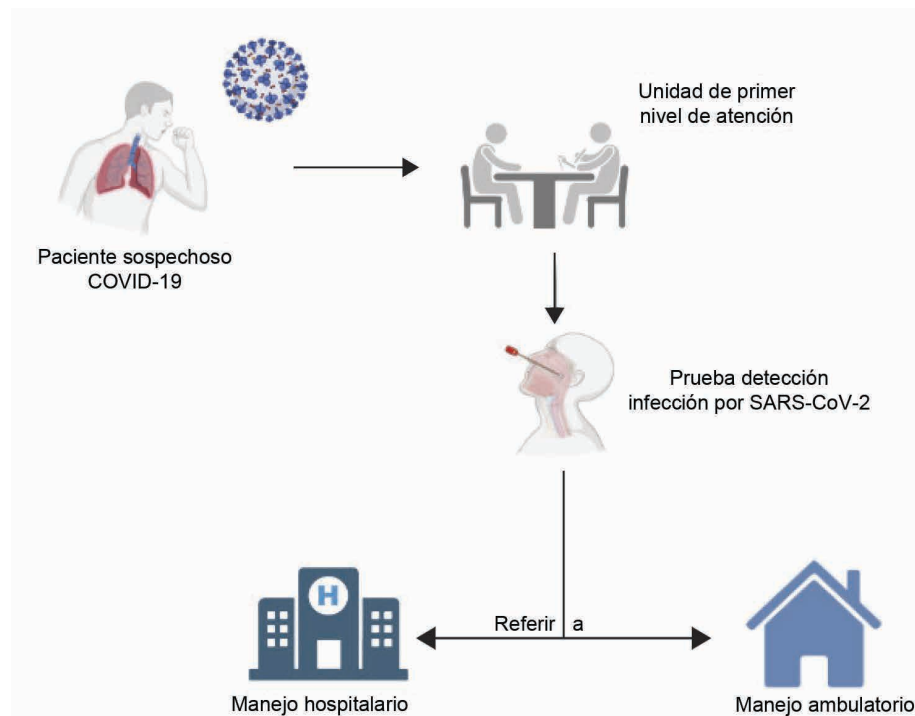 Unidad de primer
nivel de atención
Paciente sospechoso
COVID-19
Prueba detección
infección por SARS-CoV-2
H
Referir a
Manejo hospitalario
Manejo ambulatorio